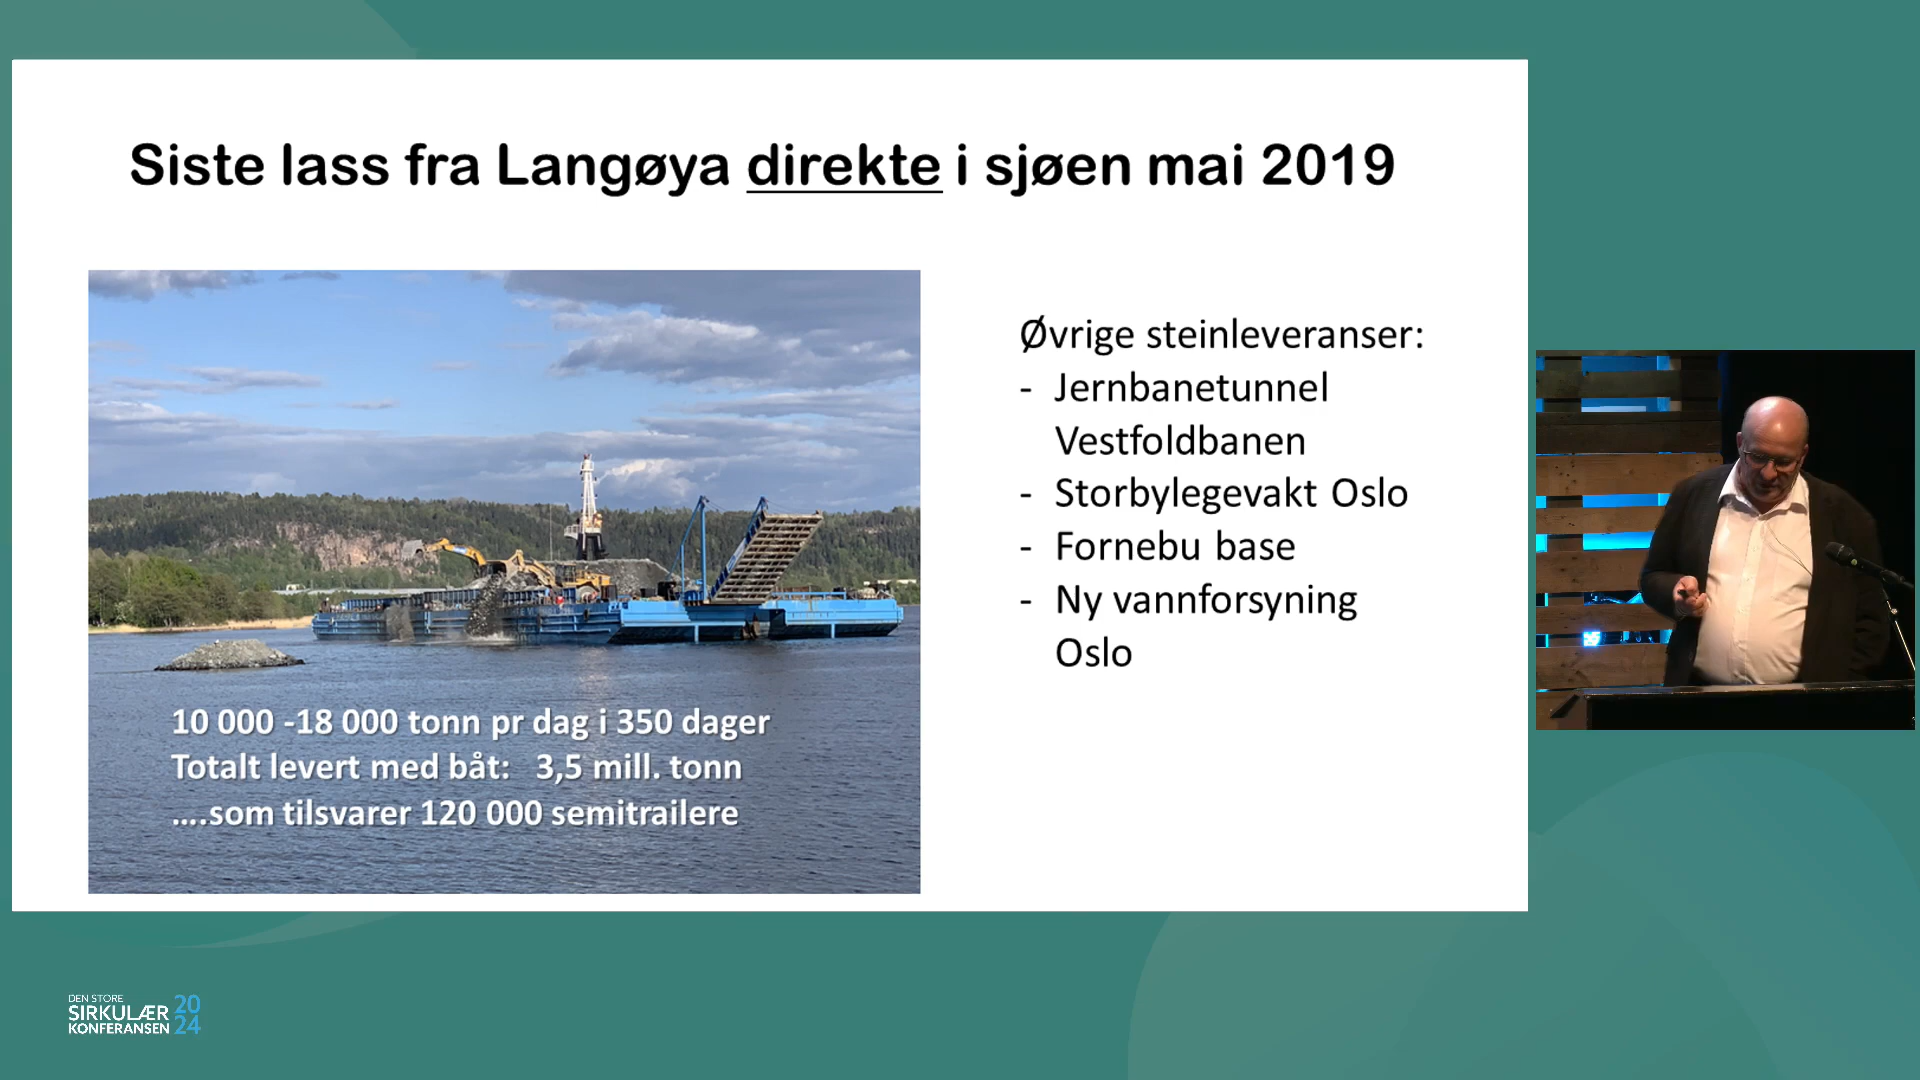 Siste lass fra Langøya direkte i sjøen mai 2019
10 000 -18 000 tonn pr dag i 350 dager
Totalt levert med båt: 3,5 mill. tonn
....som tilsvarer 120 000 semitrailere
Øvrige steinleveranser:
- Jernbanetunnel
Vestfoldbanen
- Storbylegevakt Oslo
- Fornebu base
- Ny vannforsyning
Oslo
DEN STORE
SIRKULÆR 20
KONFERANSEN 24